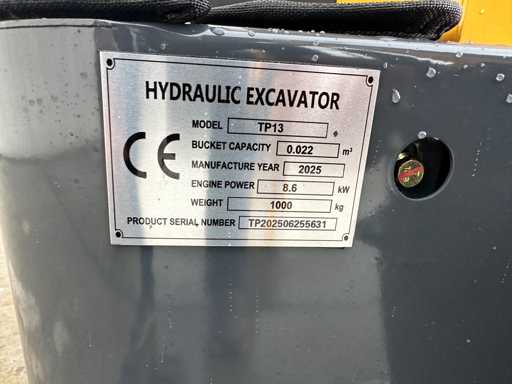 HYDRAULIC EXCAVATOR
CE
MODEL TP13
BUCKET CAPACITY 0.022 m³
MANUFACTURE YEAR 2025
ENGINE POWER 8.6 kW
WEIGHT 1000 kg
PRODUCT SERIAL NUMBER TP202506255631